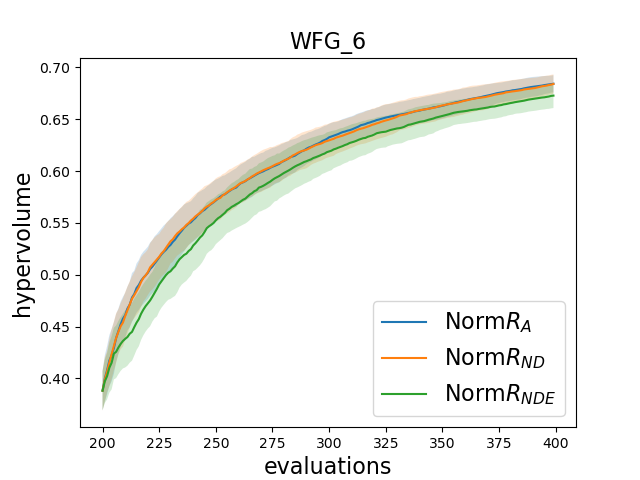 WFG_6
0.70
0.65
0.60
0.55
0.50
0.45
0.40
hypervolume
NormR_A
NormR_ND
NormR_NDE
200 225 250 275 300 325 350 375 400
evaluations